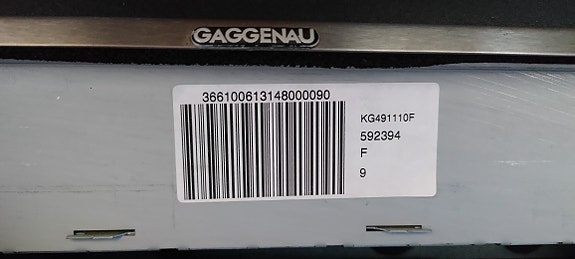 GAGGENAU
366100613148000090
KG491110F
592394
F
9